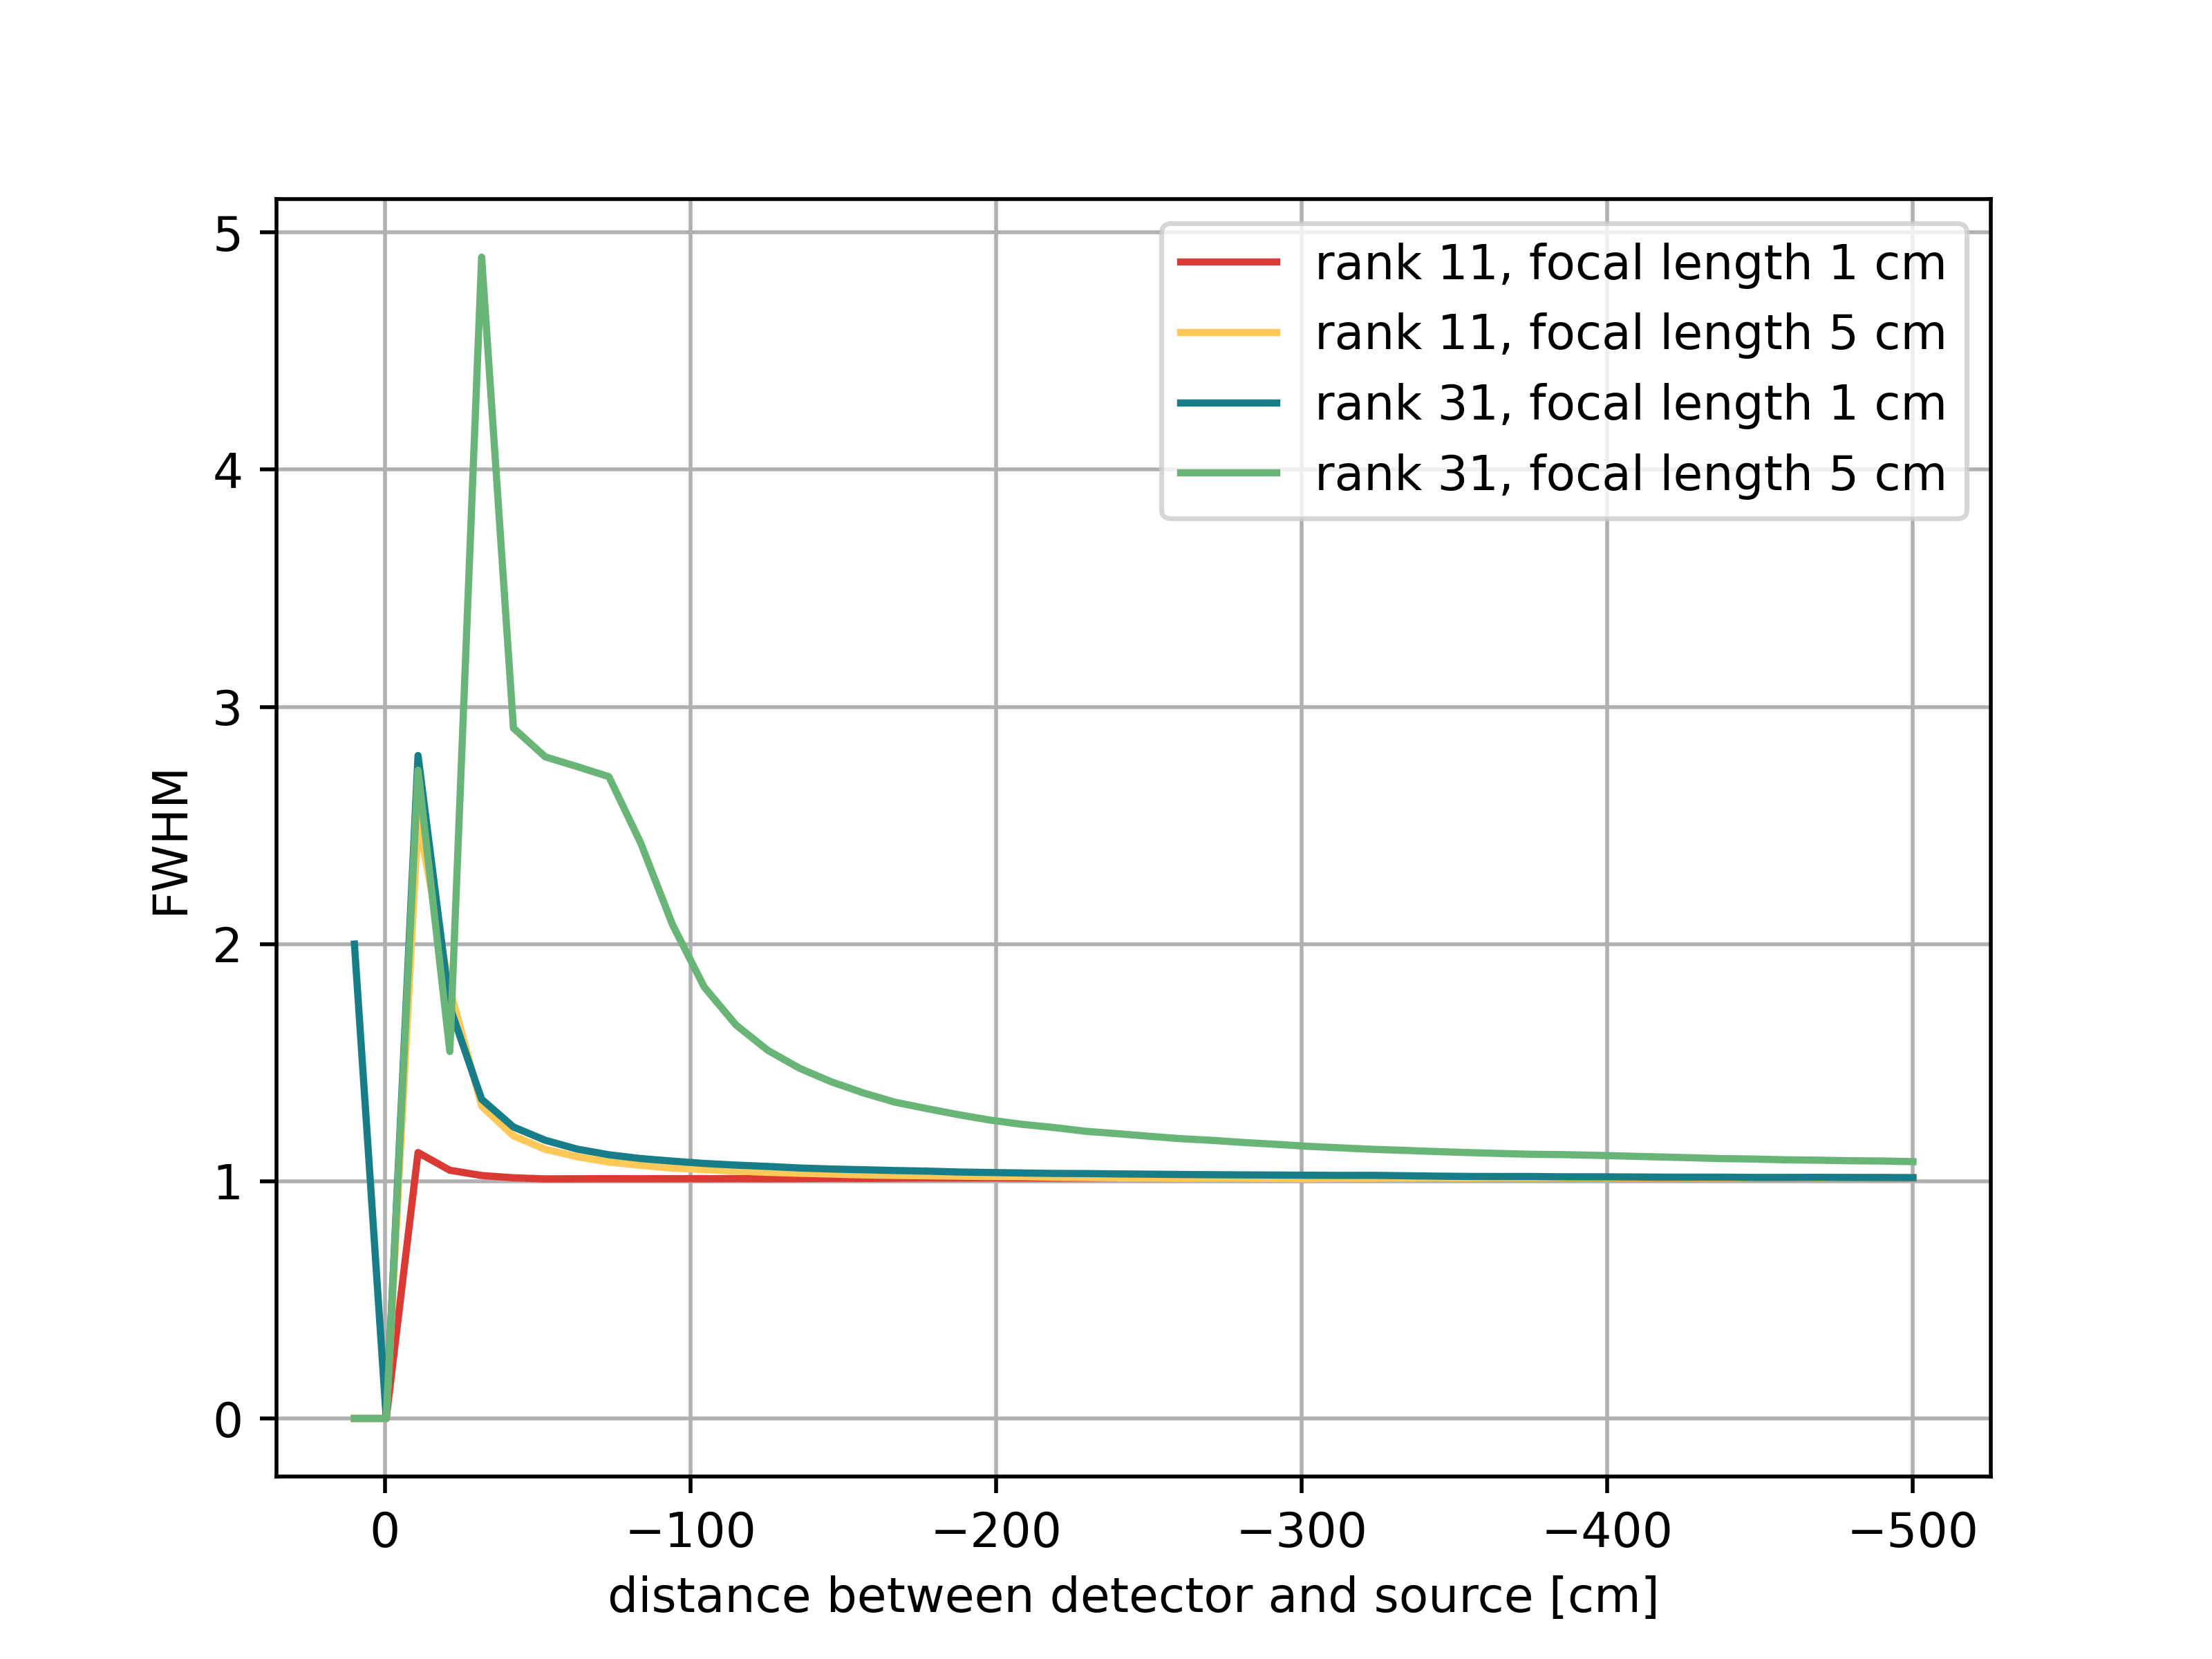 5
4
3
2
1
0
FWHM
rank 11, focal length 1 cm
rank 11, focal length 5 cm
rank 31, focal length 1 cm
rank 31, focal length 5 cm
0 −100 −200 −300 −400 −500
distance between detector and source [cm]